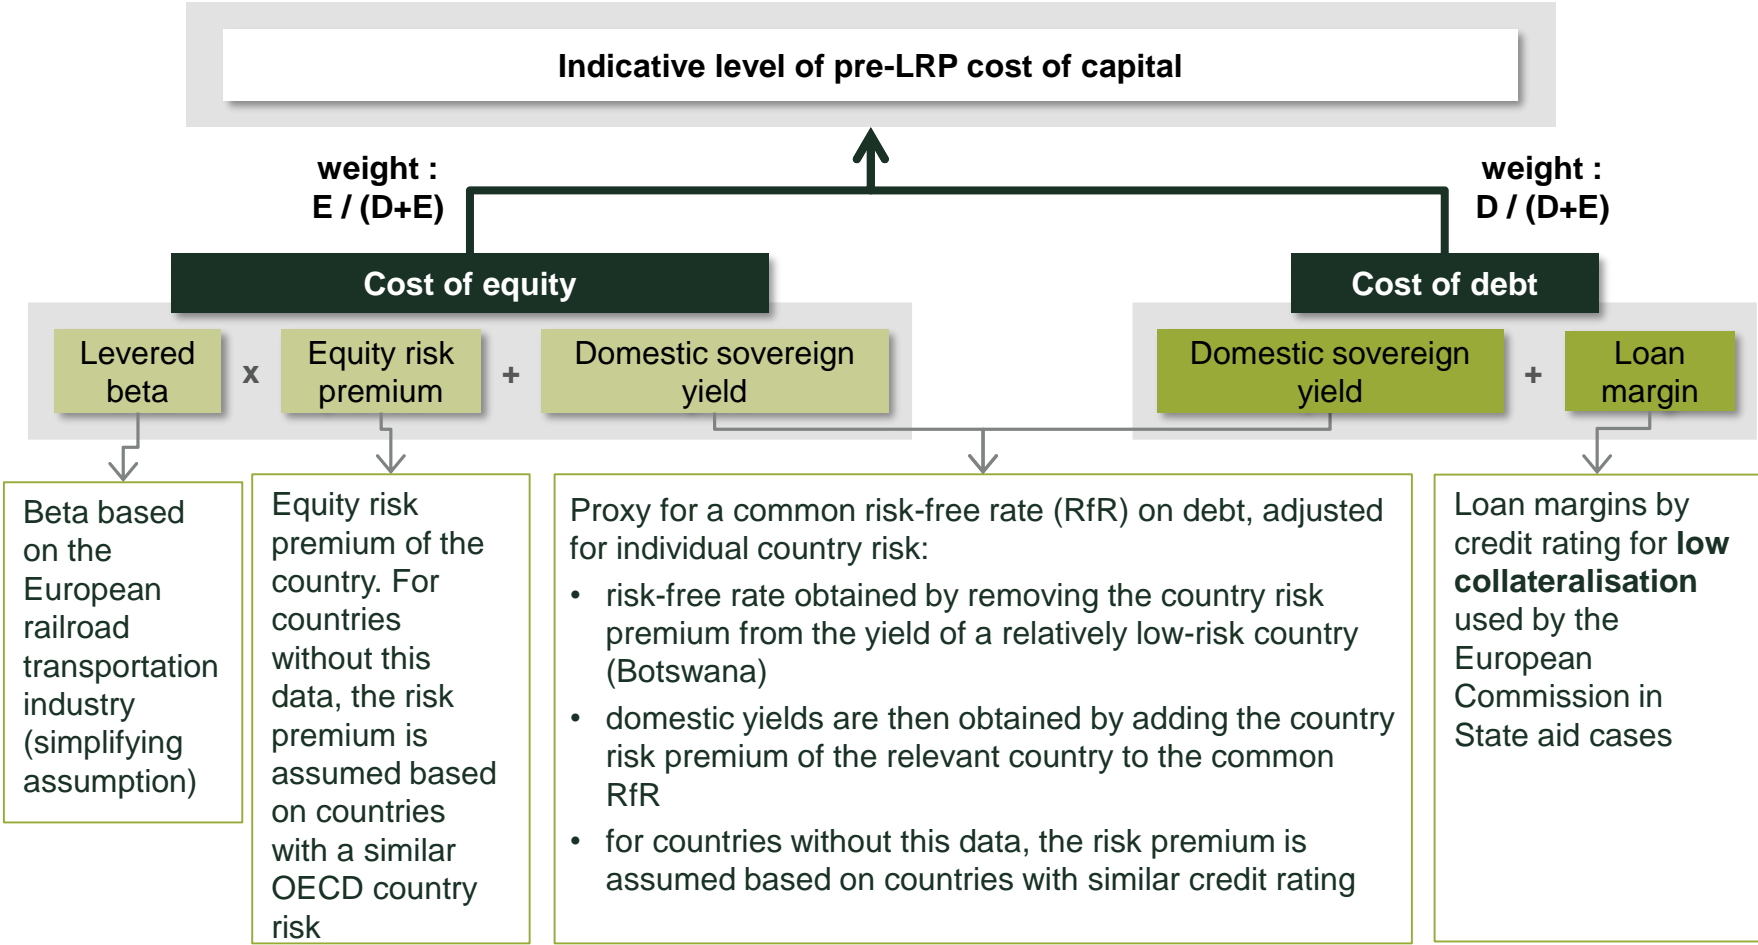 Indicative level of pre-LRP cost of capital
weight :
E / (D+E)
weight :
D / (D+E)
Cost of equity
Cost of debt
Levered
beta
x
Equity risk
premium
+
Domestic sovereign
yield
Domestic sovereign
yield
+
Loan
margin
Beta based
on the
European
railroad
transportation
industry
(simplifying
assumption)
Equity risk
premium of the
country. For
countries
without this
data, the risk
premium is
assumed based
on countries
with a similar
OECD country
risk
Proxy for a common risk-free rate (RfR) on debt, adjusted
for individual country risk:
• risk-free rate obtained by removing the country risk
premium from the yield of a relatively low-risk country
(Botswana)
• domestic yields are then obtained by adding the country
risk premium of the relevant country to the common
RfR
• for countries without this data, the risk premium is
assumed based on countries with similar credit rating
Loan margins by
credit rating for low
collateralisation
used by the
European
Commission in
State aid cases